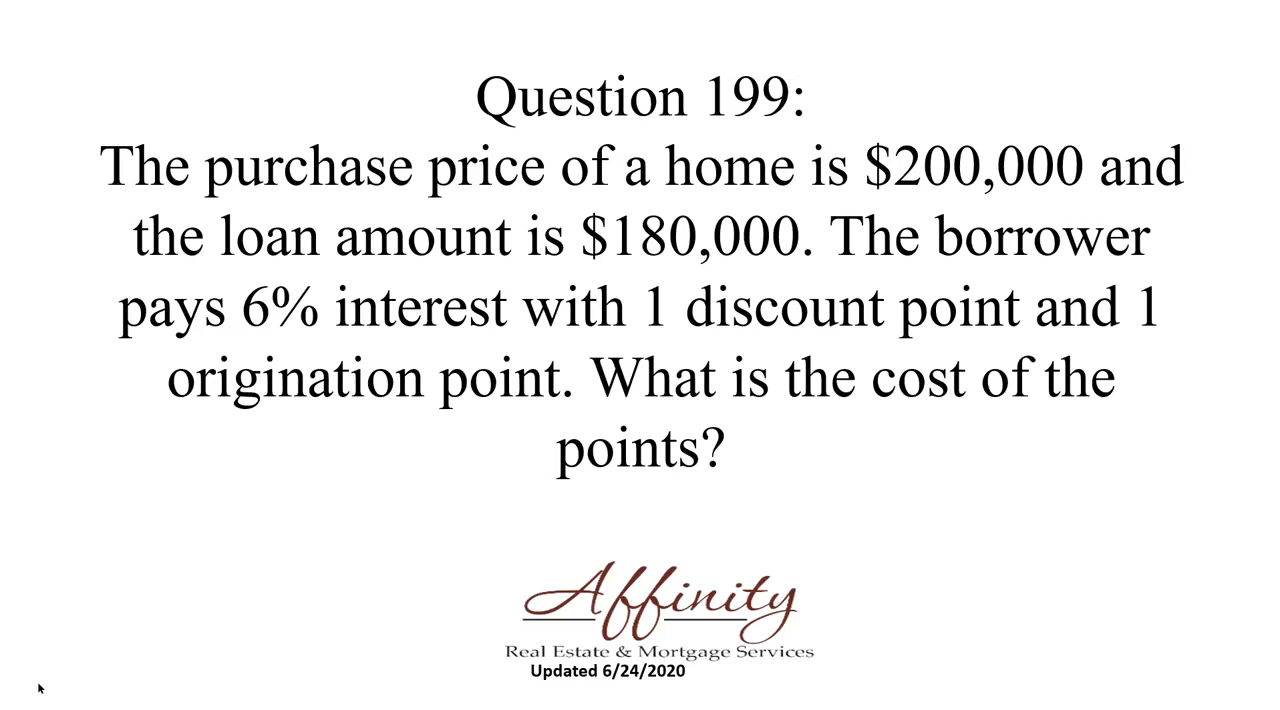 Question 199:
The purchase price of a home is $200,000 and
the loan amount is $180,000. The borrower
pays 6% interest with 1 discount point and 1
origination point. What is the cost of the
points?
Affinity
Real Estate & Mortgage Services
Updated 6/24/2020